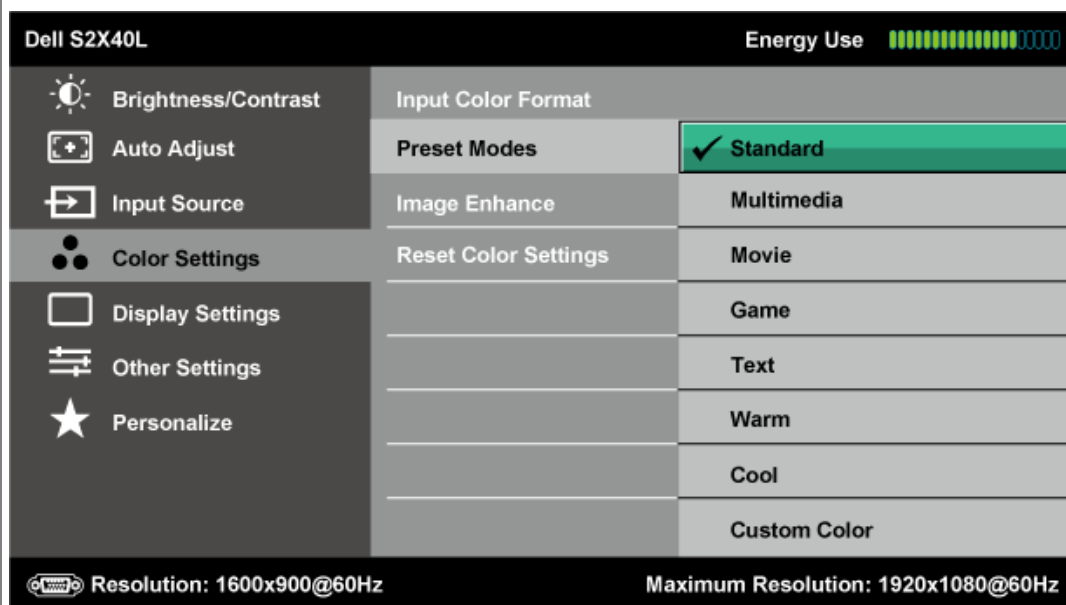 Dell S2X40L Energy Use
Brightness/Contrast Input Color Format
Auto Adjust Preset Modes Standard
Input Source Image Enhance Multimedia
Color Settings Reset Color Settings Movie
Display Settings Game
Other Settings Text
Personalize Warm
Cool
Custom Color
Resolution: 1600x900@60Hz Maximum Resolution: 1920x1080@60Hz